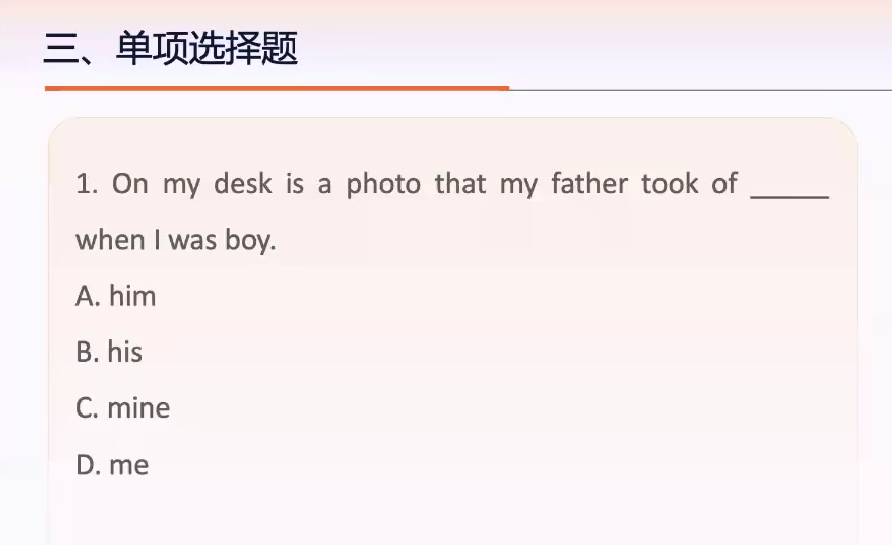 三、单项选择题
1. On my desk is a photo that my father took of ______
when I was boy.
A. him
B. his
C. mine
D. me